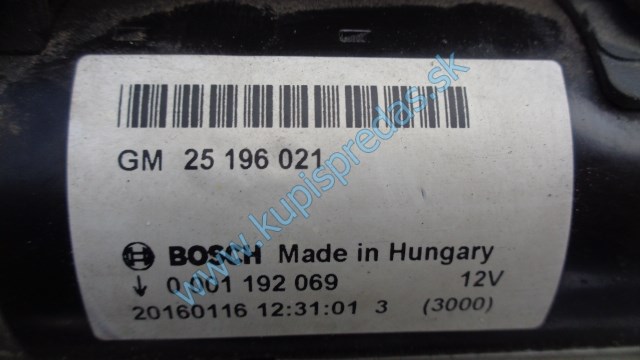 GM 25 196 021
www.kupispredas.sk
BOSCH Made in Hungary
0 001 192 069 12V
20160116 12:31:01 3 (3000)